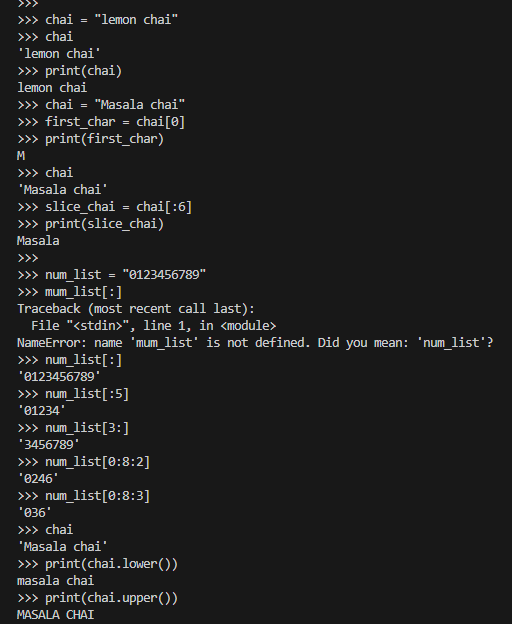 >>>
>>> chai = "lemon chai"
>>> chai
'lemon chai'
>>> print(chai)
lemon chai
>>> chai = "Masala chai"
>>> first_char = chai[0]
>>> print(first_char)
M
>>> chai
'Masala chai'
>>> slice_chai = chai[:6]
>>> print(slice_chai)
Masala
>>>
>>> num_list = "0123456789"
>>> mum_list[:]
Traceback (most recent call last):
  File "<stdin>", line 1, in <module>
NameError: name 'mum_list' is not defined. Did you mean: 'num_list'?
>>> num_list[:]
'0123456789'
>>> num_list[:5]
'01234'
>>> num_list[3:]
'3456789'
>>> num_list[0:8:2]
'0246'
>>> num_list[0:8:3]
'036'
>>> chai
'Masala chai'
>>> print(chai.lower())
masala chai
>>> print(chai.upper())
MASALA CHAI